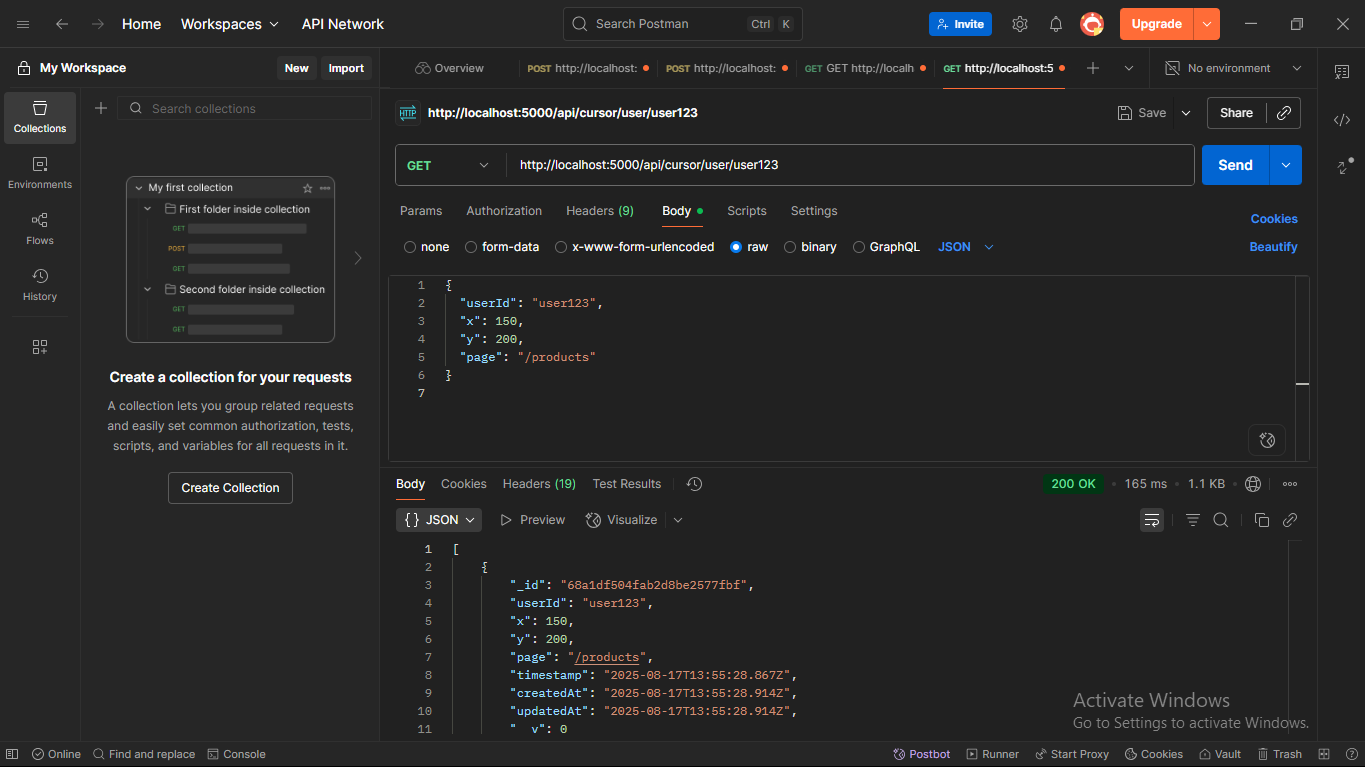 Home Workspaces API Network Search Postman Ctrl K Invite Upgrade
My Workspace New Import Overview POST http://localhost: POST http://localhost: GET GET http://localh GET http://localhost:5 No environment
Search collections HTTP http://localhost:5000/api/cursor/user/user123 Save Share
Collections
Environments
Flows
History
My first collection
First folder inside collection
GET
POST
GET
Second folder inside collection
GET
GET
Create a collection for your requests
A collection lets you group related requests
and easily set common authorization, tests,
scripts, and variables for all requests in it.
Create Collection
GET http://localhost:5000/api/cursor/user/user123 Send
Params Authorization Headers (9) Body Scripts Settings Cookies
none form-data x-www-form-urlencoded raw binary GraphQL JSON Beautify
1 {
2 "userId": "user123",
3 "x": 150,
4 "y": 200,
5 "page": "/products"
6 }
7
Body Cookies Headers (19) Test Results 200 OK 165 ms 1.1 KB
{} JSON Preview Visualize
1 [
2 {
3 "_id": "68a1df504fab2d8be2577fbf",
4 "userId": "user123",
5 "x": 150,
6 "y": 200,
7 "page": "/products",
8 "timestamp": "2025-08-17T13:55:28.867Z",
9 "createdAt": "2025-08-17T13:55:28.914Z",
10 "updatedAt": "2025-08-17T13:55:28.914Z",
11 "__v": 0
Activate Windows
Go to Settings to activate Windows.
Online Find and replace Console Postbot Runner Start Proxy Cookies Vault Trash